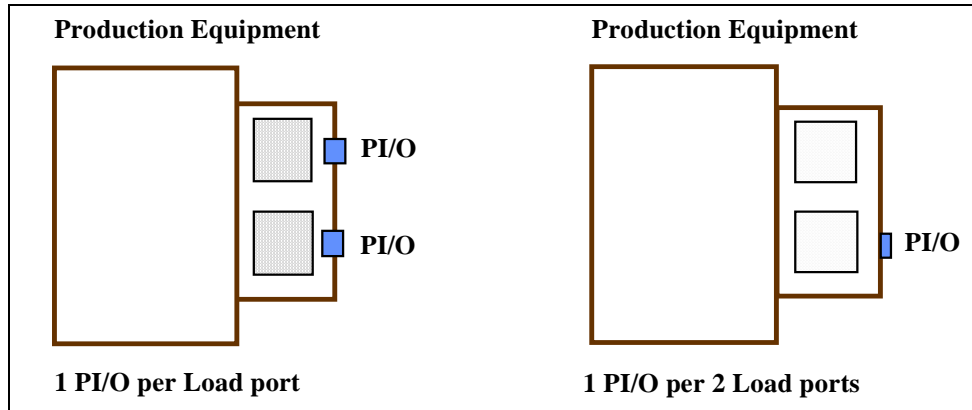 Production Equipment
PI/O
PI/O
1 PI/O per Load port
Production Equipment
PI/O
1 PI/O per 2 Load ports